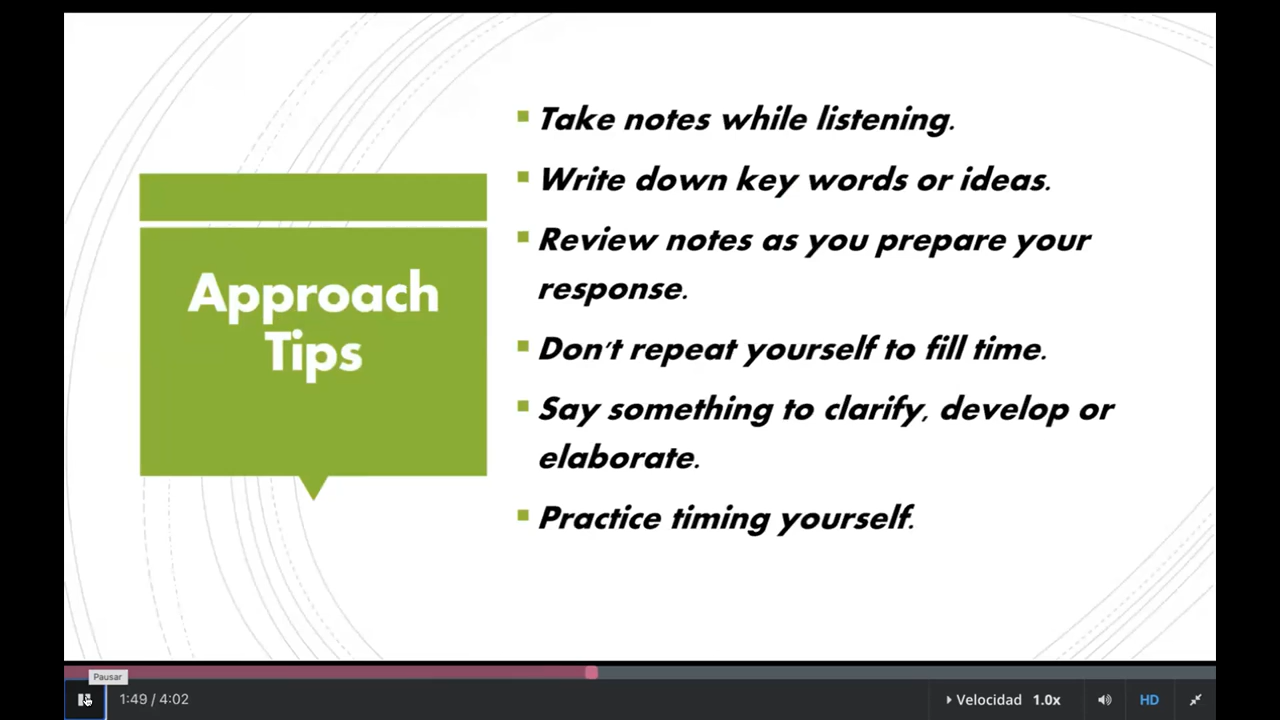 Approach
Tips
Take notes while listening.
Write down key words or ideas.
Review notes as you prepare your
response.
Don't repeat yourself to fill time.
Say something to clarify, develop or
elaborate.
Practice timing yourself.
Pausar
1:49 / 4:02
Velocidad 1.0x
HD